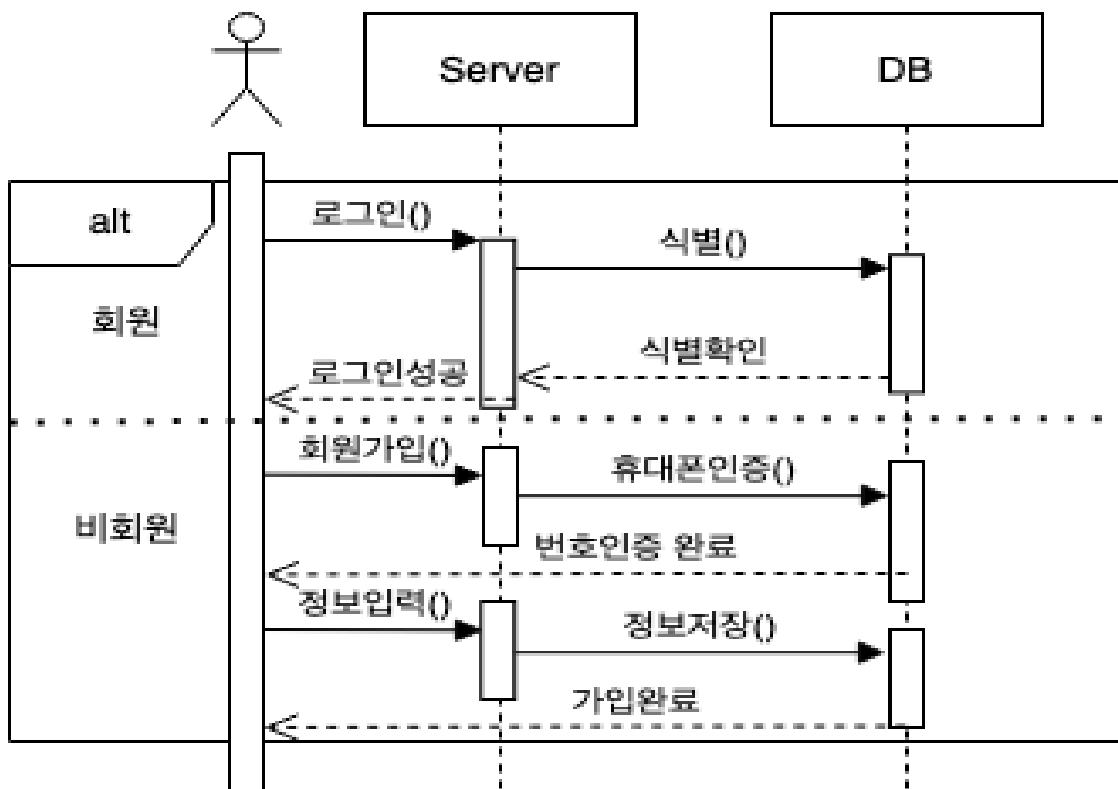 Server
DB
alt
로그인()
식별()
회원
식별확인
로그인성공
회원가입()
휴대폰인증()
비회원
번호인증 완료
정보입력()
정보저장()
가입완료